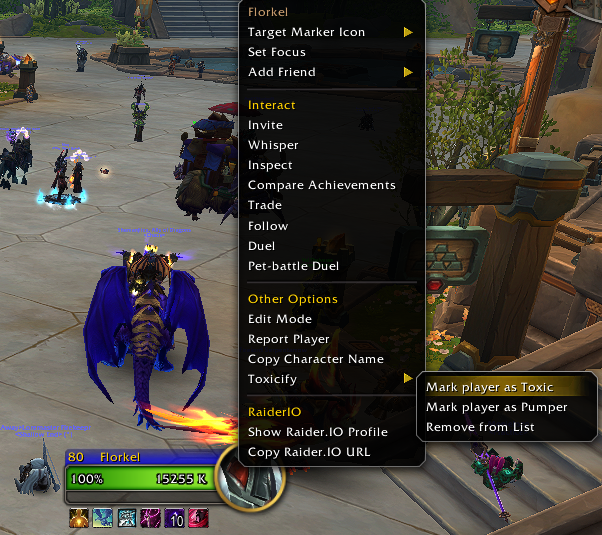 Florkel
Target Marker Icon
Set Focus
Add Friend
Interact
Invite
Whisper
Inspect
Compare Achievements
Trade
Follow
Duel
Pet-battle Duel
Other Options
Edit Mode
Report Player
Copy Character Name
Toxicify
Mark player as Toxic
Mark player as Pumper
Remove from List
RaiderIO
Show Raider.IO Profile
Copy Raider.IO URL
80 Florkel
100% 15255 K
10